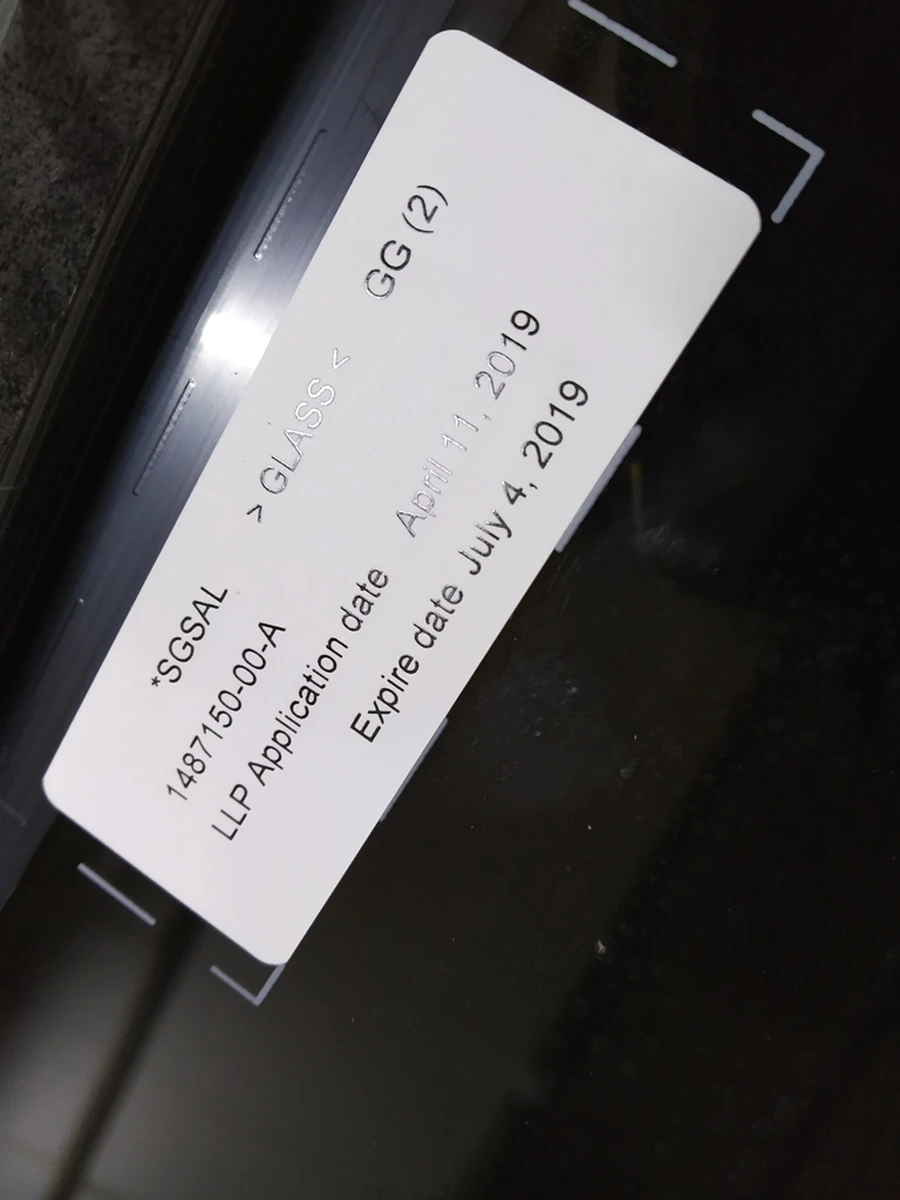 *SGSAL > GLASS < GG (2)
1487150-00-A
LLP Application date April 11, 2019
Expire date July 4, 2019